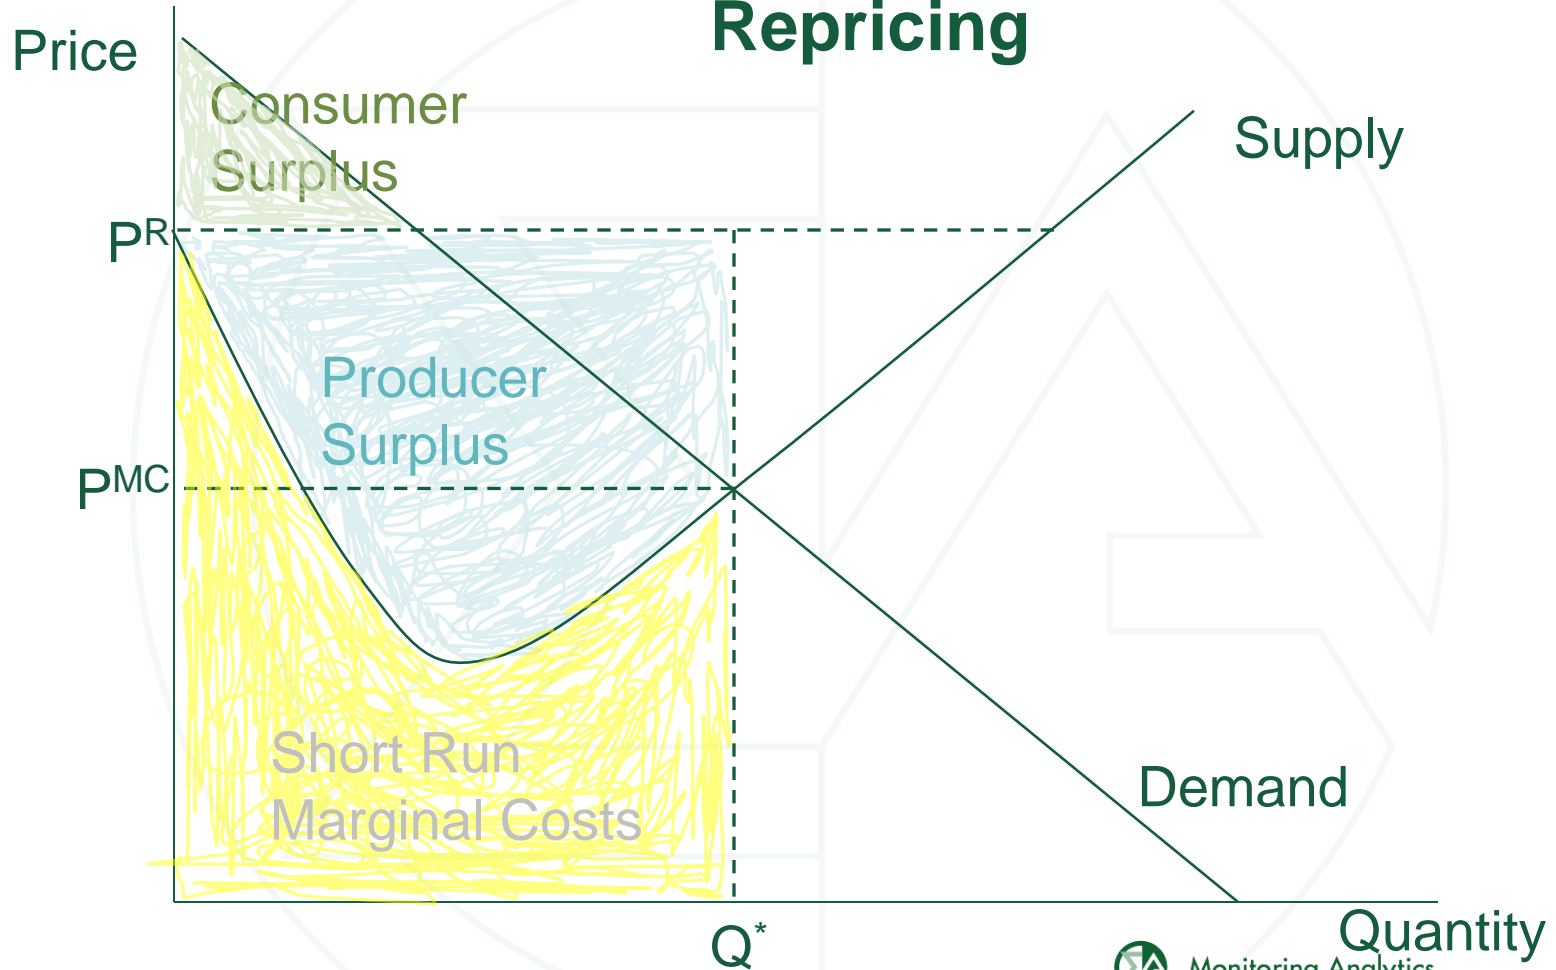 Repricing
Price
Consumer
Surplus
Supply
P^R
Producer
Surplus
P^MC
Short Run
Marginal Costs
Demand
Q*
Quantity
Monitoring Analytics